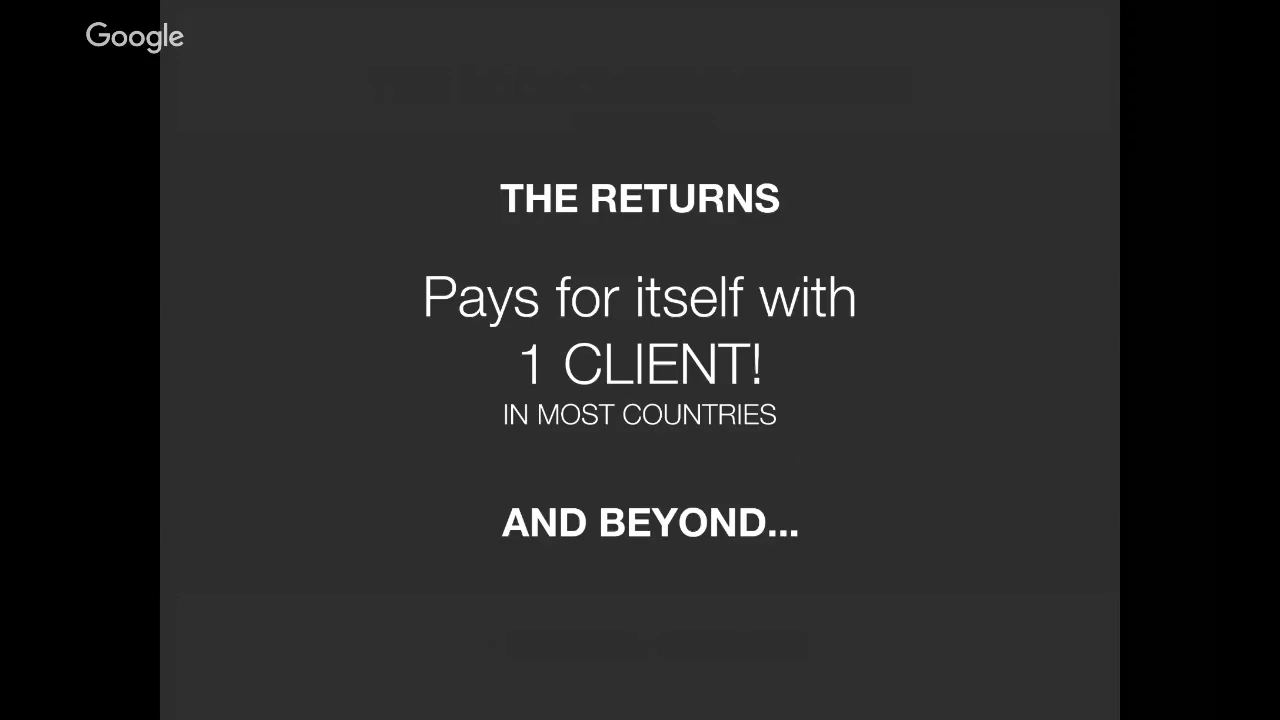 Google
THE RETURNS
Pays for itself with
1 CLIENT!
IN MOST COUNTRIES
AND BEYOND...